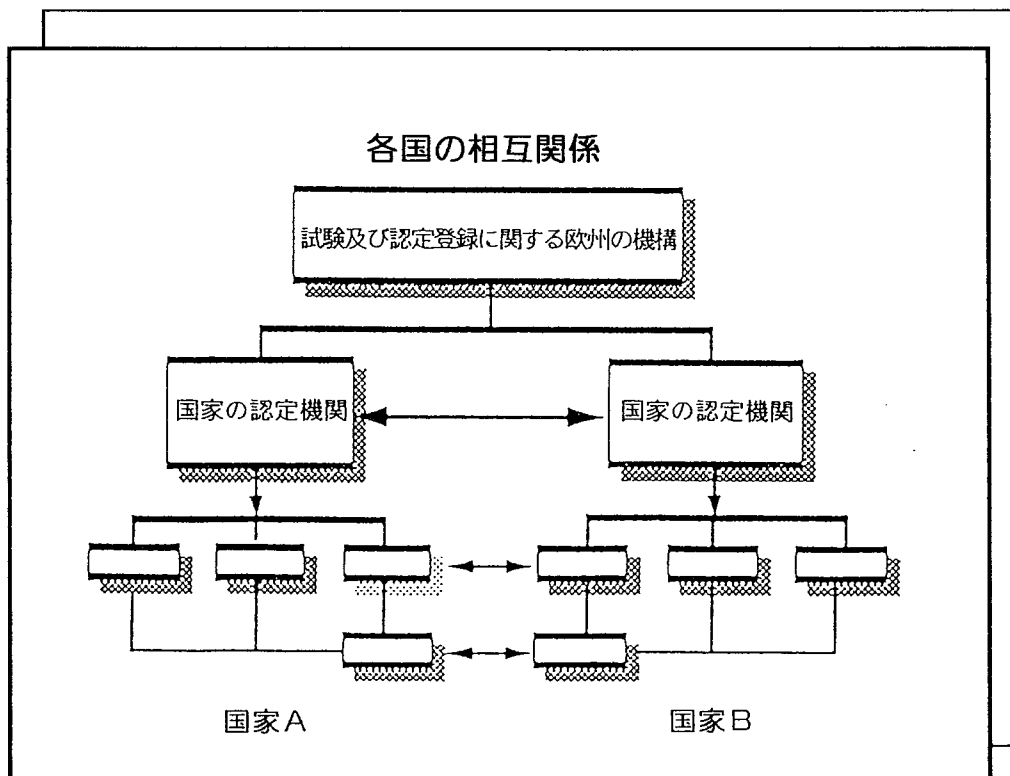 各国の相互関係
試験及び認定登録に関する欧州の機構
国家の認定機関
国家の認定機関
国家A
国家B